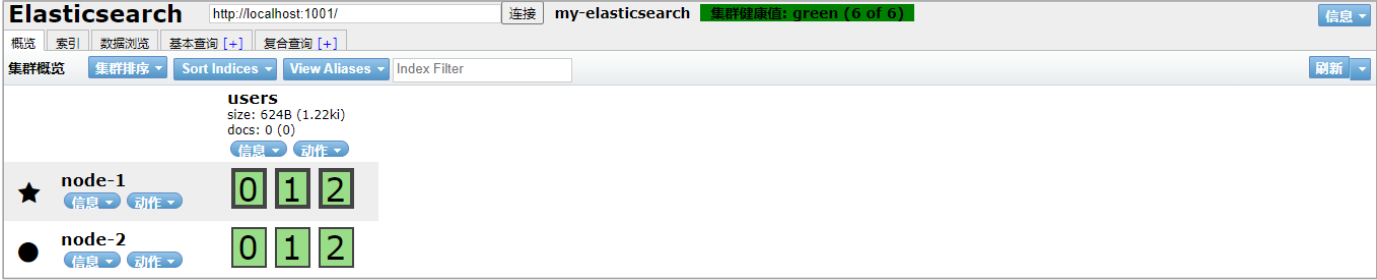 Elasticsearch http://localhost:1001/ 连接 my-elasticsearch 集群健康值: green (6 of 6) 信息
概览 索引 数据浏览 基本查询 [+] 复合查询 [+]
集群概览 集群排序 Sort Indices View Aliases Index Filter 刷新
users
size: 624B (1.22ki)
docs: 0 (0)
信息 动作
node-1
信息 动作
0 1 2
node-2
信息 动作
0 1 2